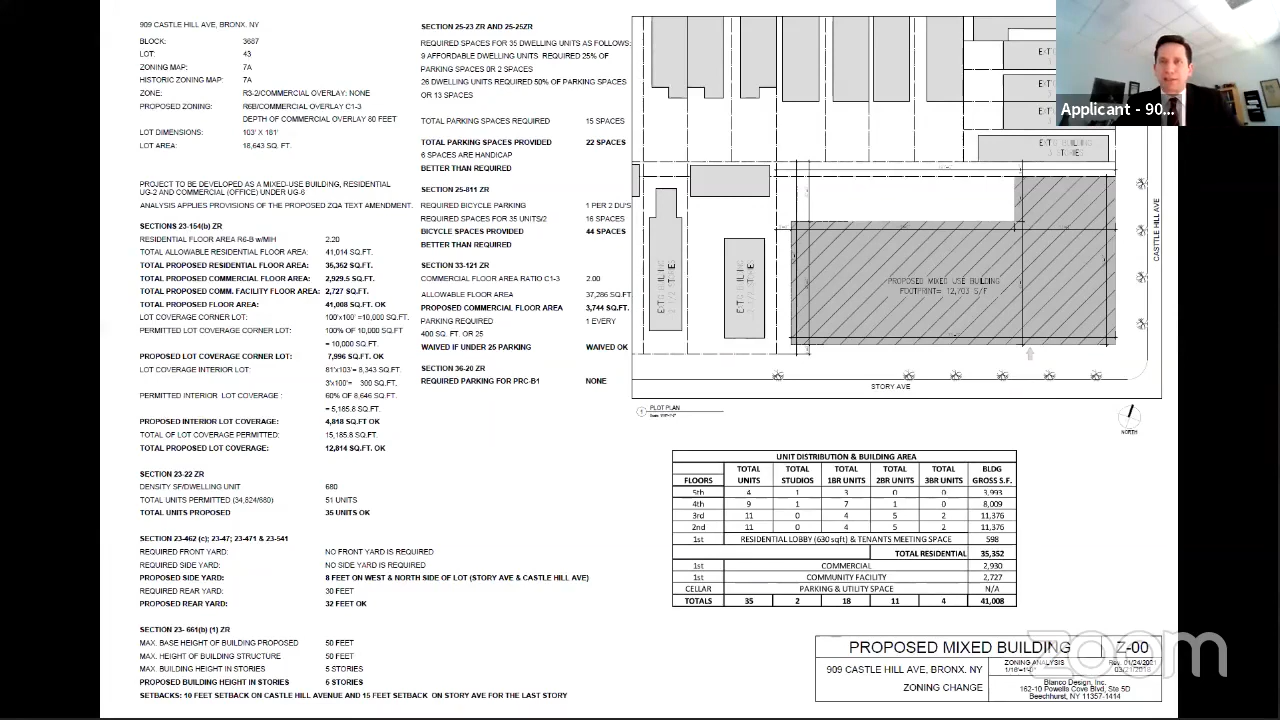 909 CASTLE HILL AVE, BRONX. NY
BLOCK: 3687
LOT: 43
ZONING MAP: 7A
HISTORIC ZONING MAP: 7A
ZONE: R3-2/COMMERCIAL OVERLAY: NONE
PROPOSED ZONING: R6B/COMMERCIAL OVERLAY C1-3
DEPTH OF COMMERCIAL OVERLAY 80 FEET
LOT DIMENSIONS: 103' X 181'
LOT AREA: 18,643 SQ. FT.
PROJECT TO BE DEVELOPED AS A MIXED-USE BUILDING, RESIDENTIAL
UG-2 AND COMMERCIAL (OFFICE) UNDER UG-6
ANALYSIS APPLIES PROVISIONS OF THE PROPOSED ZQA TEXT AMENDMENT.
SECTIONS 23-154(b) ZR
RESIDENTIAL FLOOR AREA R6-B w/MIH 2.20
TOTAL ALLOWABLE RESIDENTIAL FLOOR AREA: 41,014 SQ.FT.
TOTAL PROPOSED RESIDENTIAL FLOOR AREA: 35,352 SQ.FT.
TOTAL PROPOSED COMMERCIAL FLOOR AREA: 2,929.5 SQ.FT.
TOTAL PROPOSED COMM. FACILITY FLOOR AREA: 2,727 SQ.FT.
TOTAL PROPOSED FLOOR AREA: 41,008 SQ.FT. OK
LOT COVERAGE CORNER LOT: 100'x100' =10,000 SQ.FT.
PERMITTED LOT COVERAGE CORNER LOT: 100% OF 10,000 SQ.FT
= 10,000 SQ.FT.
PROPOSED LOT COVERAGE CORNER LOT: 7,996 SQ.FT. OK
LOT COVERAGE INTERIOR LOT: 81'x103'= 8,343 SQ.FT.
3'x100'= 300 SQ.FT.
PERMITTED INTERIOR LOT COVERAGE : 60% OF 8,646 SQ.FT.
= 5,185.8 SQ.FT.
PROPOSED INTERIOR LOT COVERAGE: 4,818 SQ.FT OK
TOTAL OF LOT COVERAGE PERMITTED: 15,185.8 SQ.FT.
TOTAL PROPOSED LOT COVERAGE: 12,814 SQ.FT. OK
SECTION 23-22 ZR
DENSITY SF/DWELLING UNIT 680
TOTAL UNITS PERMITTED (34,824/680) 51 UNITS
TOTAL UNITS PROPOSED 35 UNITS OK
SECTION 23-462 (c); 23-47; 23-471 & 23-541
REQUIRED FRONT YARD: NO FRONT YARD IS REQUIRED
REQUIRED SIDE YARD: NO SIDE YARD IS REQUIRED
PROPOSED SIDE YARD: 8 FEET ON WEST & NORTH SIDE OF LOT (STORY AVE & CASTLE HILL AVE)
REQUIRED REAR YARD: 30 FEET
PROPOSED REAR YARD: 32 FEET OK
SECTION 23- 661(b) (1) ZR
MAX. BASE HEIGHT OF BUILDING PROPOSED 50 FEET
MAX. HEIGHT OF BUILDING STRUCTURE 50 FEET
MAX. BUILDING HEIGHT IN STORIES 5 STORIES
PROPOSED BUILDING HEIGHT IN STORIES 5 STORIES
SETBACKS: 10 FEET SETBACK ON CASTLE HILL AVENUE AND 15 FEET SETBACK ON STORY AVE FOR THE LAST STORY
SECTION 25-23 ZR AND 25-25ZR
REQUIRED SPACES FOR 35 DWELLING UNITS AS FOLLOWS:
9 AFFORDABLE DWELLING UNITS REQUIRED 25% OF
PARKING SPACES OR 2 SPACES
26 DWELLING UNITS REQUIRED 50% OF PARKING SPACES
OR 13 SPACES
TOTAL PARKING SPACES REQUIRED 15 SPACES
TOTAL PARKING SPACES PROVIDED 22 SPACES
6 SPACES ARE HANDICAP
BETTER THAN REQUIRED
SECTION 25-811 ZR
REQUIRED BICYCLE PARKING 1 PER 2 DU'S
REQUIRED SPACES FOR 35 UNITS/2 16 SPACES
BICYCLE SPACES PROVIDED 44 SPACES
BETTER THAN REQUIRED
SECTION 33-121
COMMERCIAL FLOOR AREA RATIO C1-3 2.00
ALLOWABLE FLOOR AREA 37,286 SQ.FT.
PROPOSED COMMERCIAL FLOOR AREA 3,744 SQ.FT.
PARKING REQUIRED 1 EVERY
400 SQ. FT. OR 25
WAIVED IF UNDER 25 PARKING WAIVED OK
SECTION 36-20 ZR
REQUIRED PARKING FOR PRC-B1 NONE
Applicant - 90...
PROPOSED MIXED USE BUILDING
FOOTPRINT= 12,703 S/F
CASTTLE HILL AVE
STORY AVE
1 PLOT PLAN
NORTH
UNIT DISTRIBUTION & BUILDING AREA
FLOORS TOTAL UNITS TOTAL STUDIOS TOTAL 1BR UNITS TOTAL 2BR UNITS TOTAL 3BR UNITS BLDG GROSS S.F.
5th 4 1 3 0 0 3,993
4th 9 1 7 1 0 8,009
3rd 11 0 4 5 2 11,376
2nd 11 0 4 5 2 11,376
1st RESIDENTIAL LOBBY (630 sqft) & TENANTS MEETING SPACE 598
TOTAL RESIDENTIAL 35,352
1st COMMERCIAL 2,930
1st COMMUNITY FACILITY 2,727
CELLAR PARKING & UTILITY SPACE N/A
TOTALS 35 2 18 11 4 41,008
PROPOSED MIXED BUILDING Z-00
909 CASTLE HILL AVE, BRONX, NY
ZONING CHANGE
ZONING ANALYSIS
1/16"=1'-0"
Rev. 01/24/2021
Blanco Design, Inc.
162-10 Powells Cove Blvd, Ste 5D
Beechhurst, NY 11357-1414
zoom